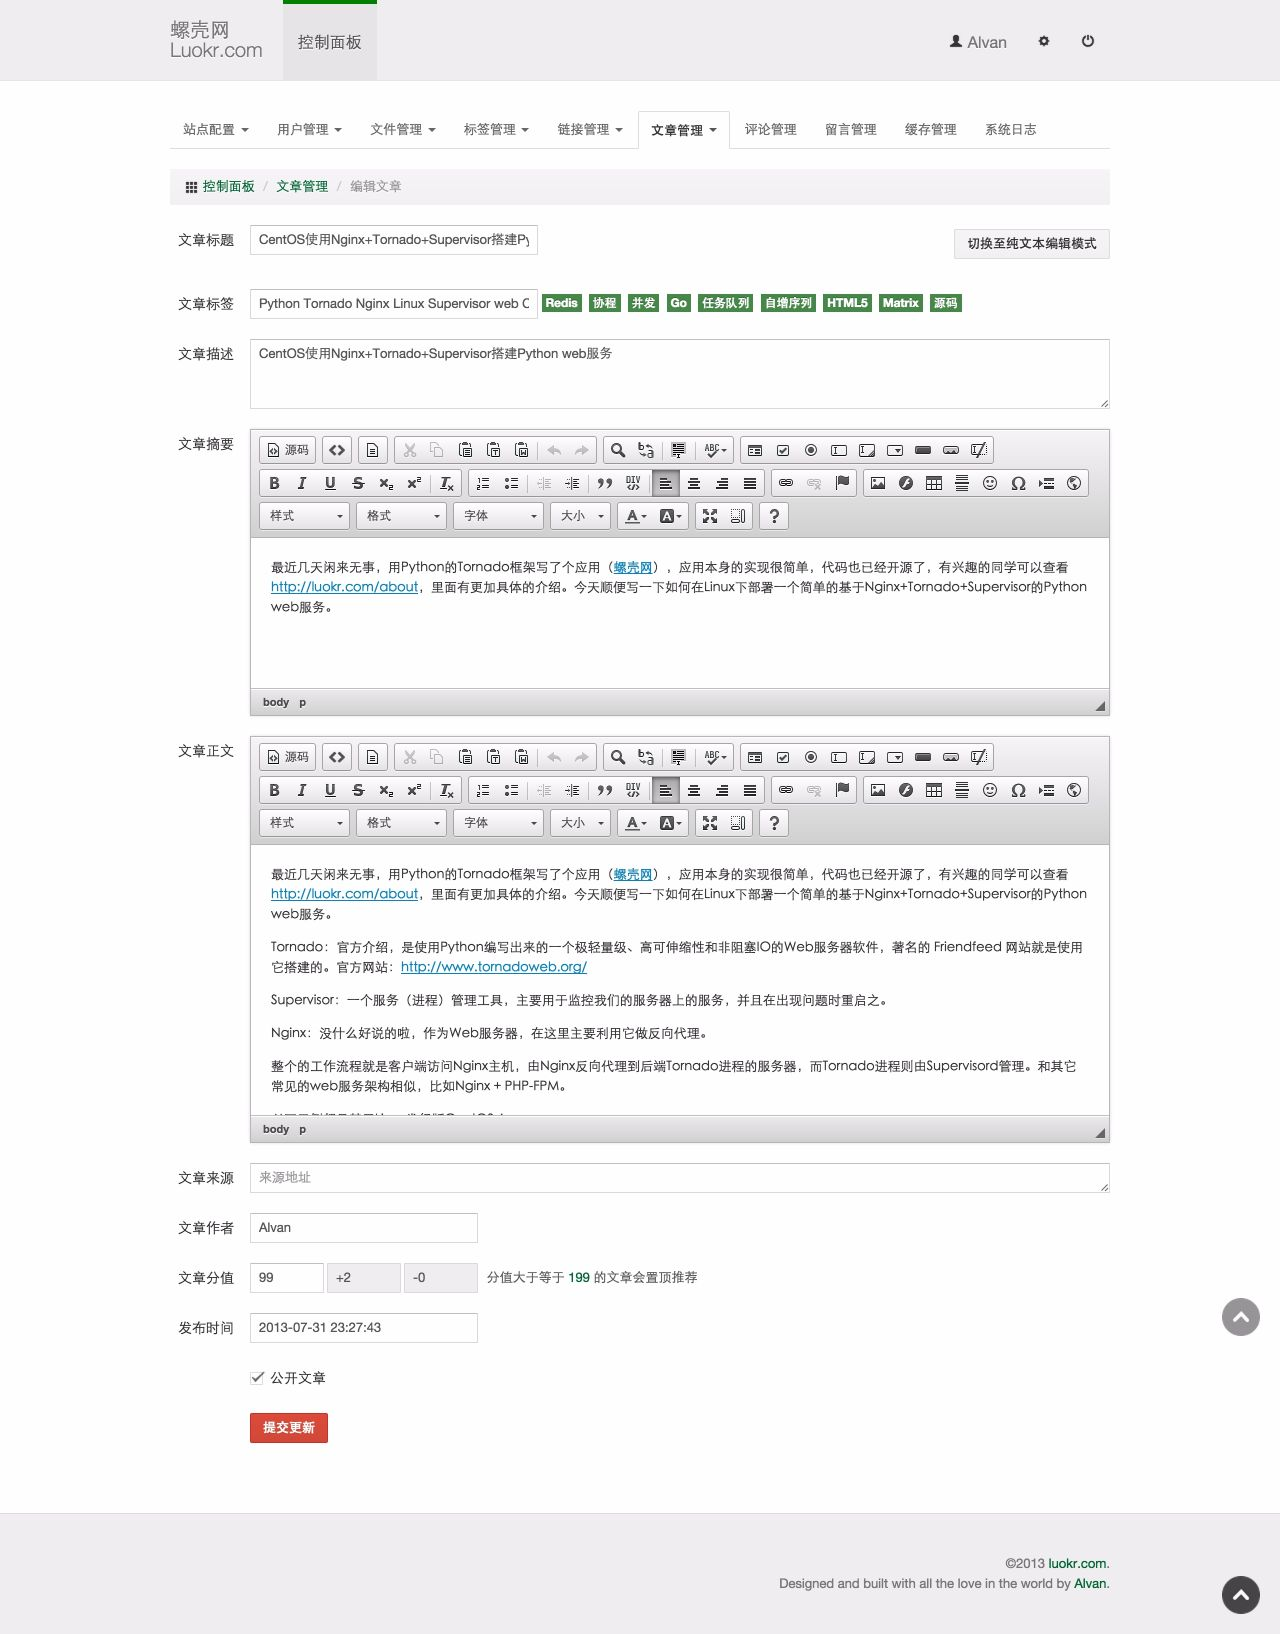 螺壳网
Luokr.com
控制面板
Alvan
站点配置 用户管理 文件管理 标签管理 链接管理 文章管理 评论管理 留言管理 缓存管理 系统日志
控制面板 / 文章管理 / 编辑文章
文章标题 CentOS使用Nginx+Tornado+Supervisor搭建Py 切换至纯文本编辑模式
文章标签 Python Tornado Nginx Linux Supervisor web C Redis 协程 并发 Go 任务队列 自增序列 HTML5 Matrix 源码
文章描述 CentOS使用Nginx+Tornado+Supervisor搭建Python web服务
文章摘要 源码 ABC
B I U S x₂ x² Tx DIV
样式 格式 字体 大小 A A ?
最近几天闲来无事，用Python的Tornado框架写了个应用（螺壳网），应用本身的实现很简单，代码也已经开源了，有兴趣的同学可以查看
http://luokr.com/about，里面有更加具体的介绍。今天顺便写一下如何在Linux下部署一个简单的基于Nginx+Tornado+Supervisor的Python
web服务。
body p
文章正文 源码 ABC
B I U S x₂ x² Tx DIV
样式 格式 字体 大小 A A ?
最近几天闲来无事，用Python的Tornado框架写了个应用（螺壳网），应用本身的实现很简单，代码也已经开源了，有兴趣的同学可以查看
http://luokr.com/about，里面有更加具体的介绍。今天顺便写一下如何在Linux下部署一个简单的基于Nginx+Tornado+Supervisor的Python
web服务。
Tornado：官方介绍，是使用Python编写出来的一个极轻量级、高可伸缩性和非阻塞IO的Web服务器软件，著名的 Friendfeed 网站就是使用
它搭建的。官方网站：http://www.tornadoweb.org/
Supervisor：一个服务（进程）管理工具，主要用于监控我们的服务器上的服务，并且在出现问题时重启之。
Nginx：没什么好说的啦，作为Web服务器，在这里主要利用它做反向代理。
整个的工作流程就是客户端访问Nginx主机，由Nginx反向代理到后端Tornado进程的服务器，而Tornado进程则由Supervisord管理。和其它
常见的web服务架构相似，比如Nginx + PHP-FPM。
body p
文章来源 来源地址
文章作者 Alvan
文章分值 99 +2 -0 分值大于等于 199 的文章会置顶推荐
发布时间 2013-07-31 23:27:43
公开文章
提交更新
©2013 luokr.com.
Designed and built with all the love in the world by Alvan.